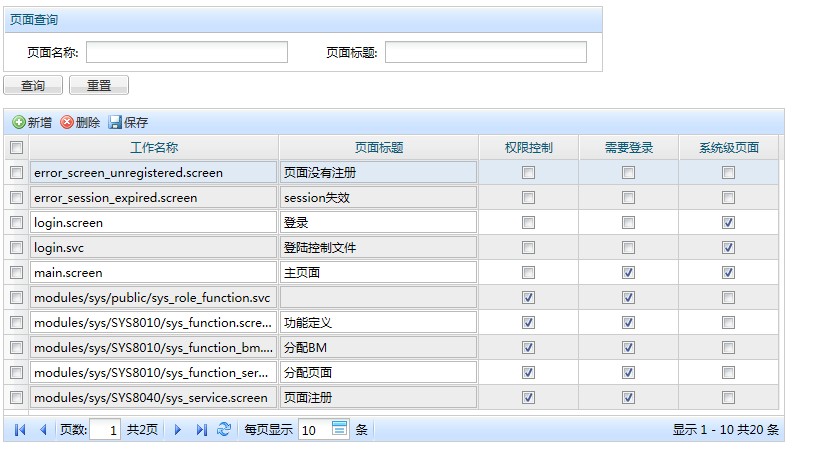 页面查询
页面名称: 页面标题:
查询 重置
新增 删除 保存
工作名称 页面标题 权限控制 需要登录 系统级页面
error_screen_unregistered.screen 页面没有注册
error_session_expired.screen session失效
login.screen 登录
login.svc 登陆控制文件
main.screen 主页面
modules/sys/public/sys_role_function.svc
modules/sys/SYS8010/sys_function.scre... 功能定义
modules/sys/SYS8010/sys_function_bm.... 分配BM
modules/sys/SYS8010/sys_function_ser... 分配页面
modules/sys/SYS8040/sys_service.screen 页面注册
页数: 1 共2页 每页显示 10 条 显示 1 - 10 共20 条